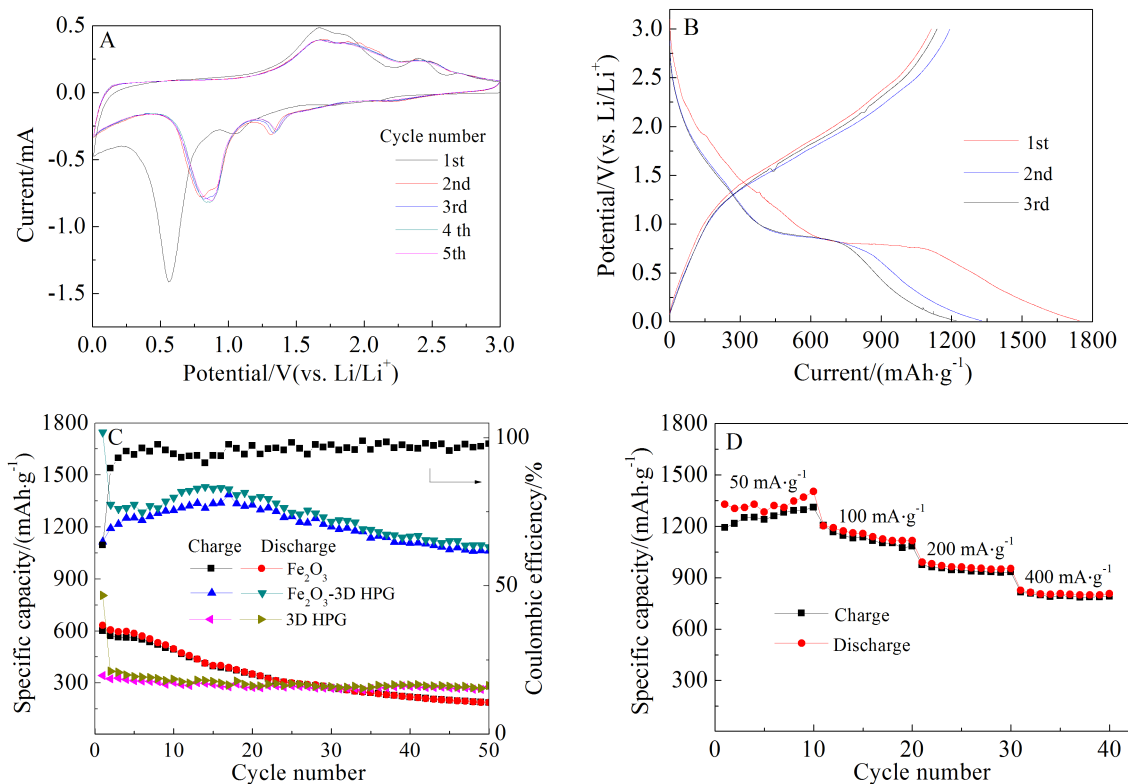 A
0.5
0.0
-0.5
-1.0
-1.5
Current/mA
Cycle number
1st
2nd
3rd
4 th
5th
0.0 0.5 1.0 1.5 2.0 2.5 3.0
Potential/V(vs. Li/Li⁺)
B
3.0
2.5
2.0
1.5
1.0
0.5
0.0
Potential/V(vs. Li/Li⁺)
1st
2nd
3rd
0 300 600 900 1200 1500 1800
Current/(mAh·g⁻¹)
C
1800
1500
1200
900
600
300
Specific capacity/(mAh·g⁻¹)
Charge Discharge
Fe₂O₃
Fe₂O₃-3D HPG
3D HPG
100
50
0
Coulombic efficiency/%
0 10 20 30 40 50
Cycle number
D
1800
1500
1200
900
600
300
0
Specific capacity/(mAh·g⁻¹)
50 mA·g⁻¹
100 mA·g⁻¹
200 mA·g⁻¹
400 mA·g⁻¹
Charge
Discharge
0 10 20 30 40
Cycle number